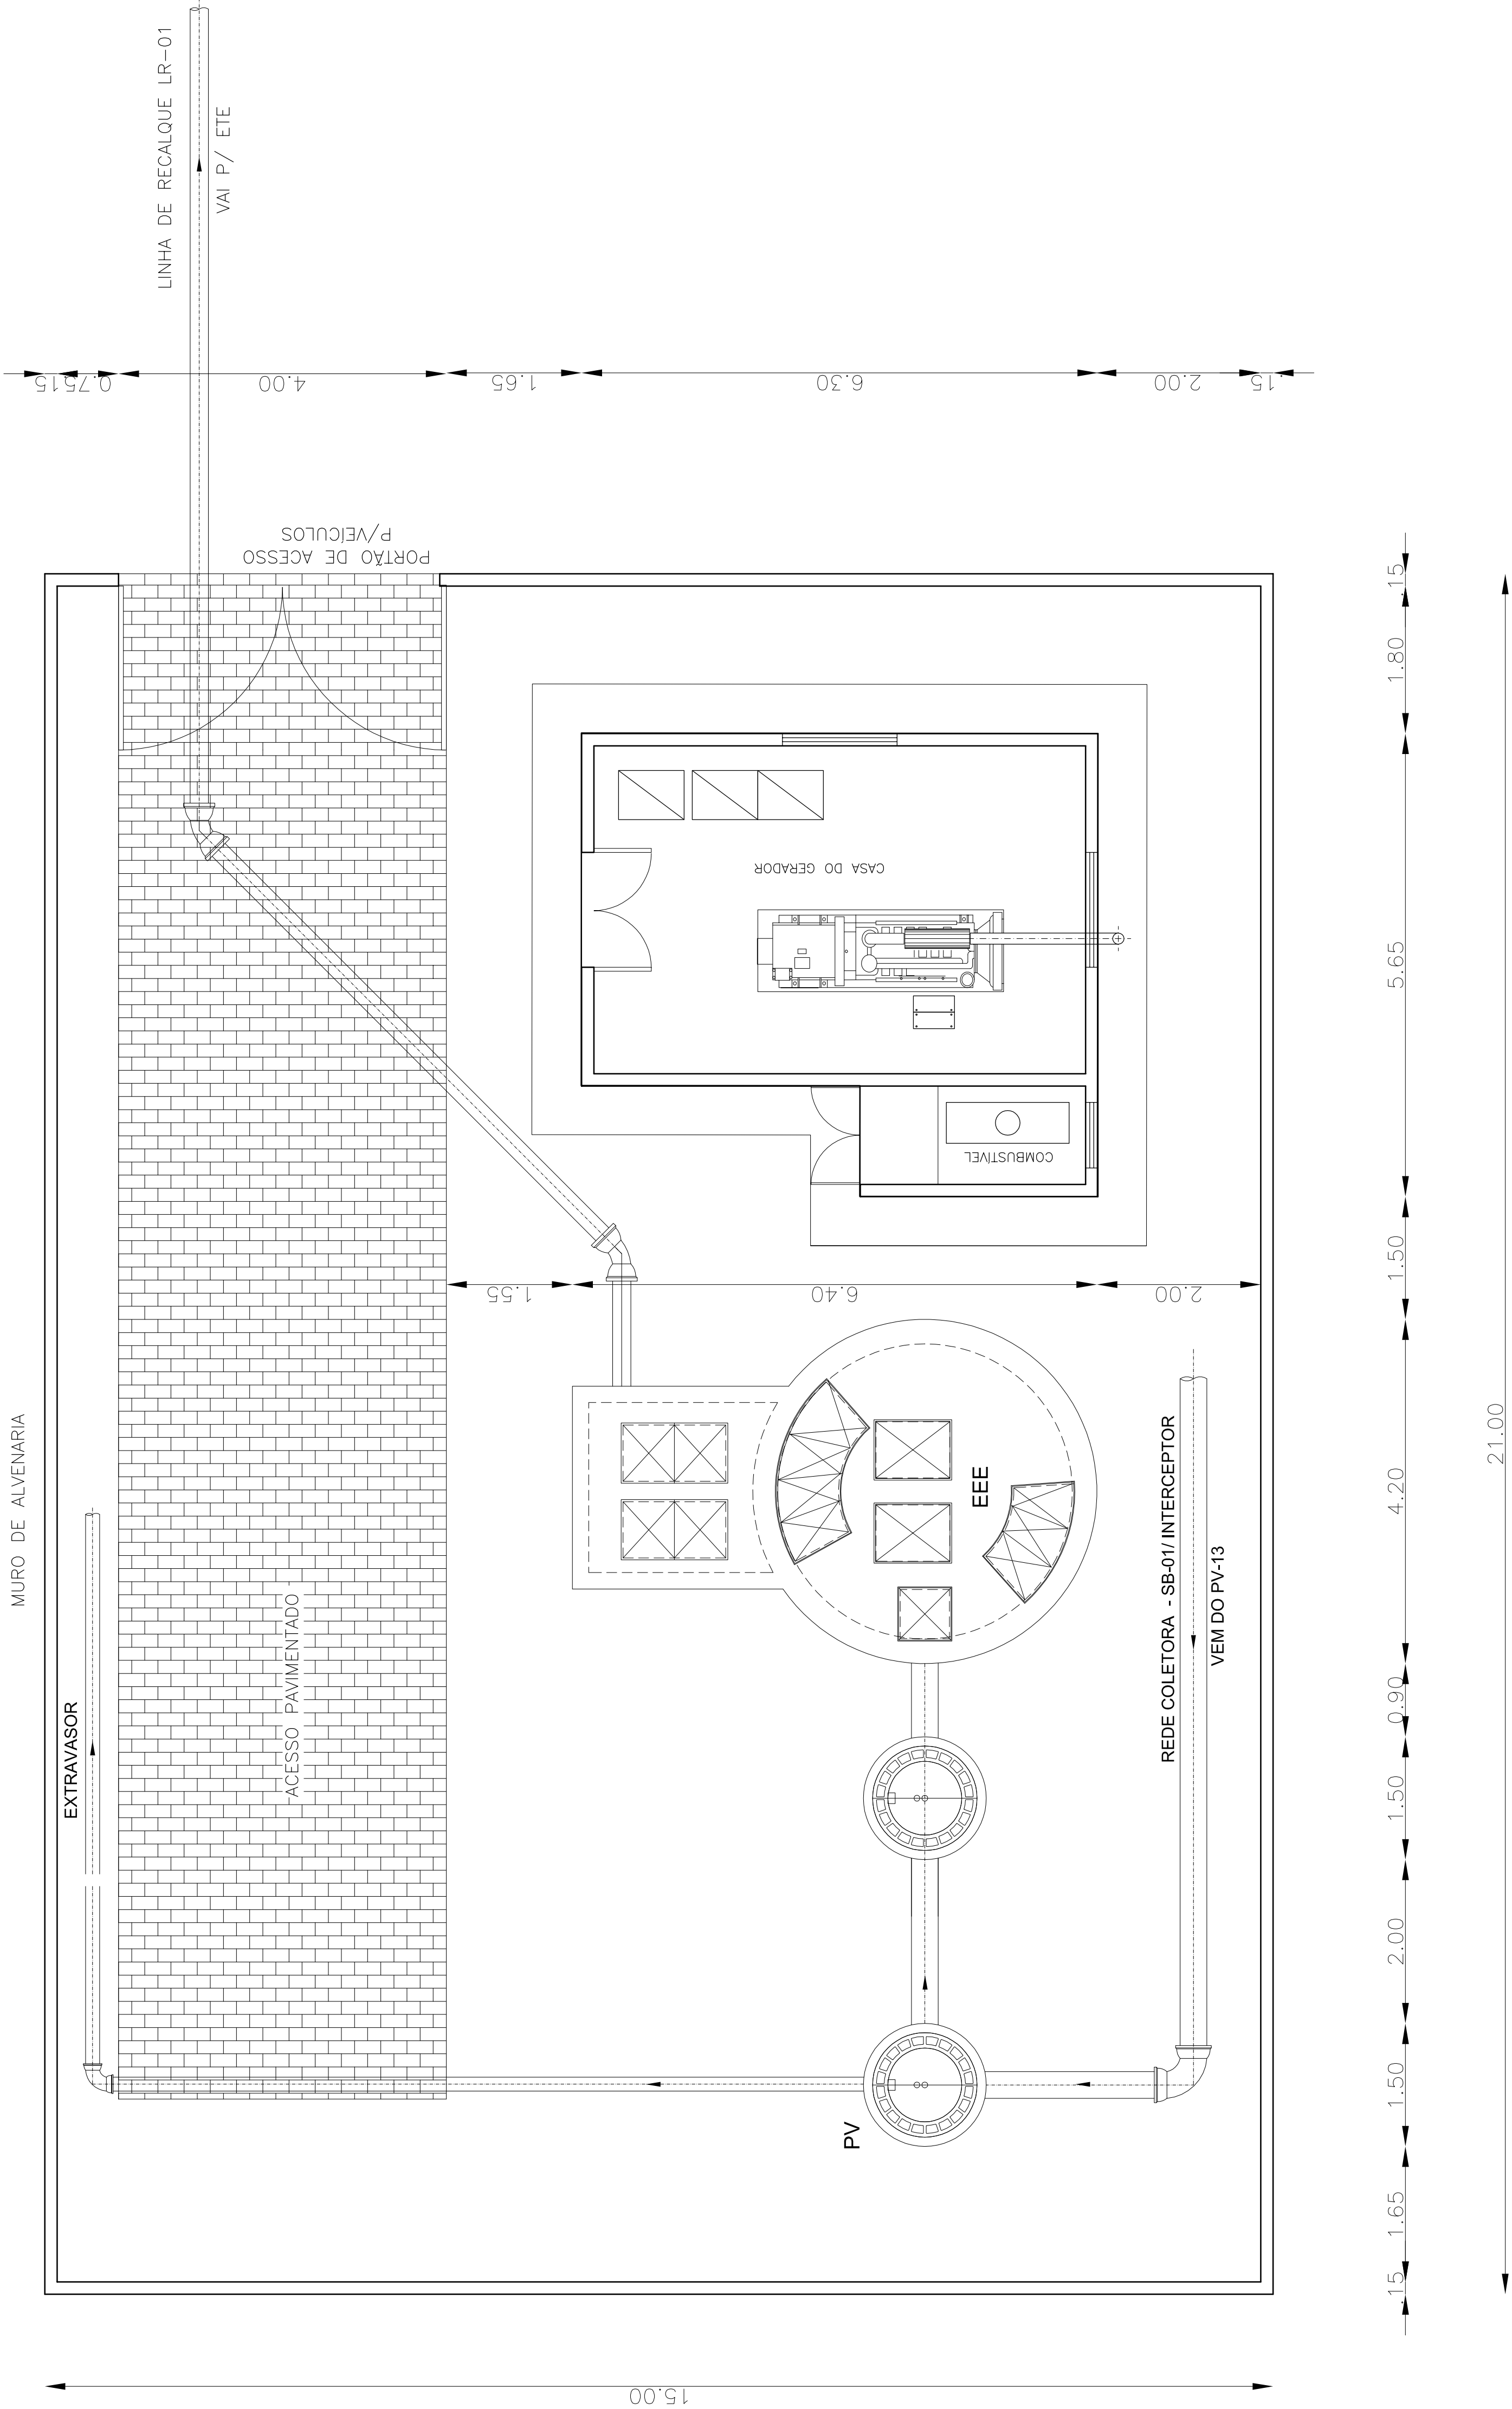 LINHA DE RECALQUE LR-01
VAI P/ ETE
0.75
.15
4.00
1.65
6.30
2.00
.15
PORTÃO DE ACESSO
P/VEÍCULOS
.15
1.80
5.65
1.50
4.20
0.90
1.50
2.00
1.50
1.65
.15
21.00
CASA DO GERADOR
COMBUSTÍVEL
1.55
6.40
2.00
MURO DE ALVENARIA
EXTRAVASOR
ACESSO PAVIMENTADO
EEE
REDE COLETORA - SB-01/ INTERCEPTOR
VEM DO PV-13
PV
15.00